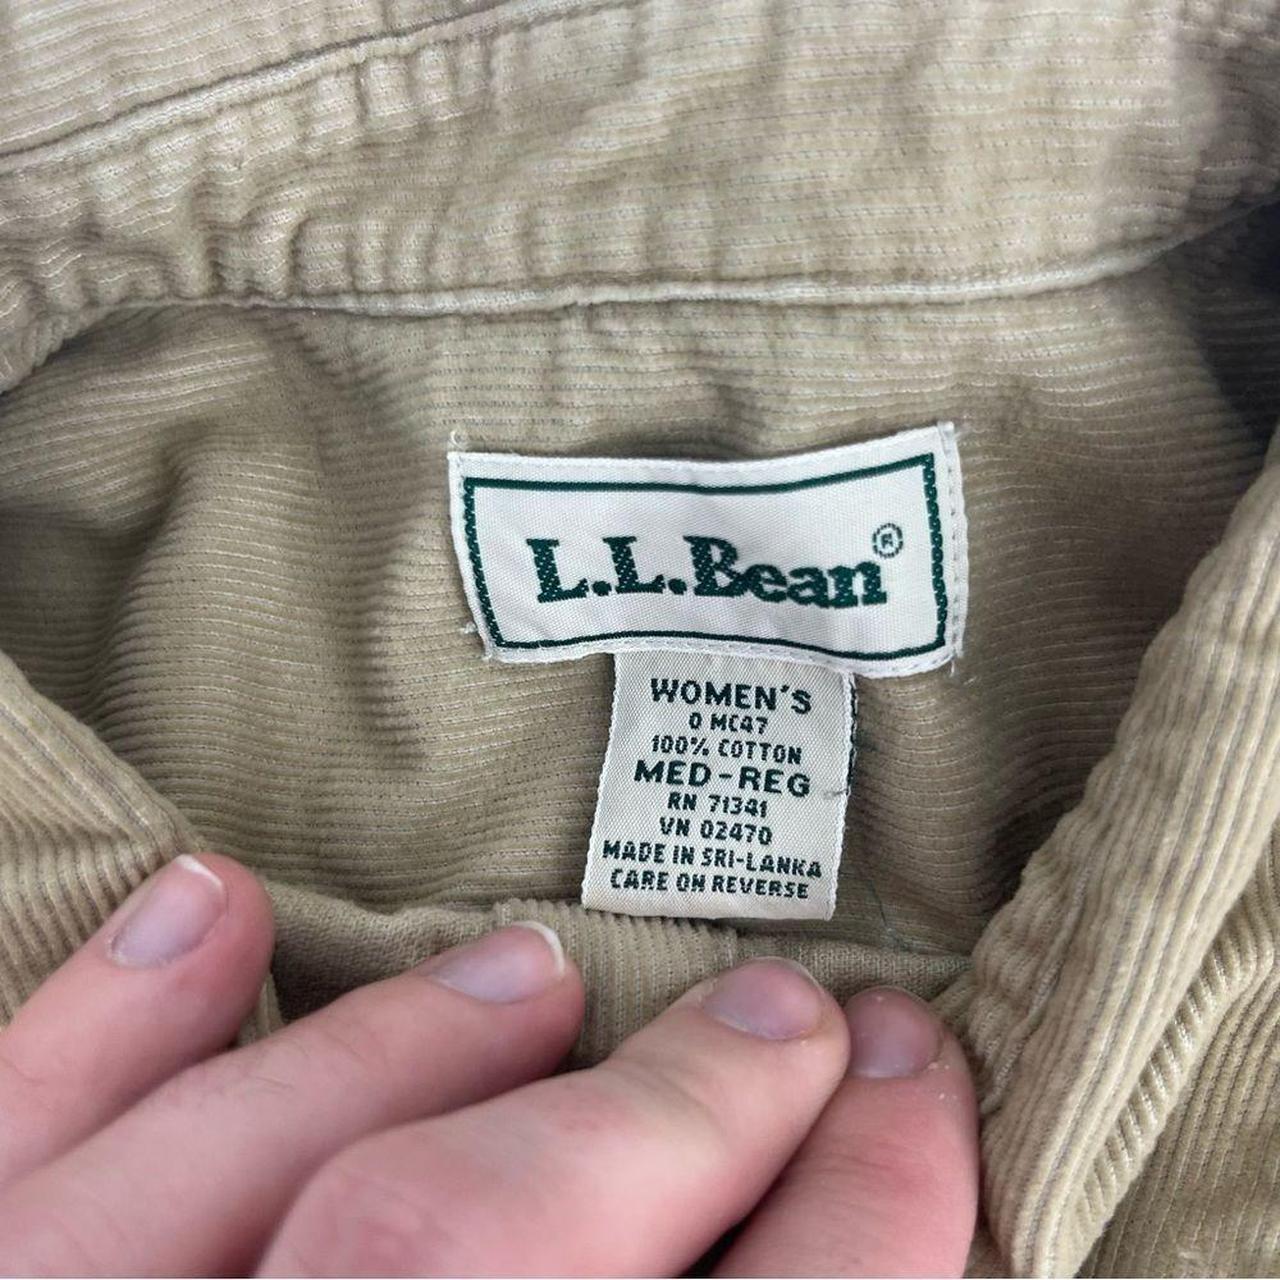 L.L.Bean®
WOMEN'S
0 MC47
100% COTTON
MED-REG
RN 71341
VN 02470
MADE IN SRI-LANKA
CARE ON REVERSE